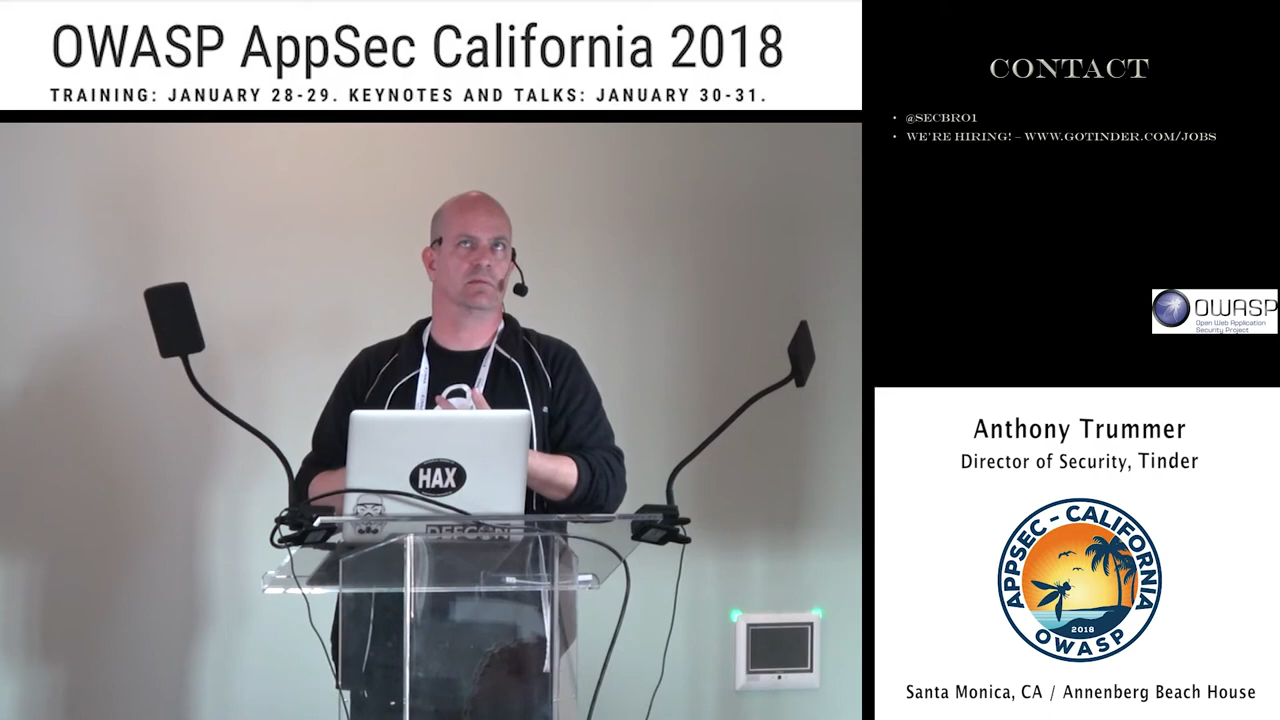 OWASP AppSec California 2018
TRAINING: JANUARY 28-29. KEYNOTES AND TALKS: JANUARY 30-31.
CONTACT
• @SECBRO1
• WE'RE HIRING! – WWW.GOTINDER.COM/JOBS
OWASP
Open Web Application
Security Project
HAX
DEFCON
Anthony Trummer
Director of Security, Tinder
APPSEC - CALIFORNIA
2018
OWASP
Santa Monica, CA / Annenberg Beach House